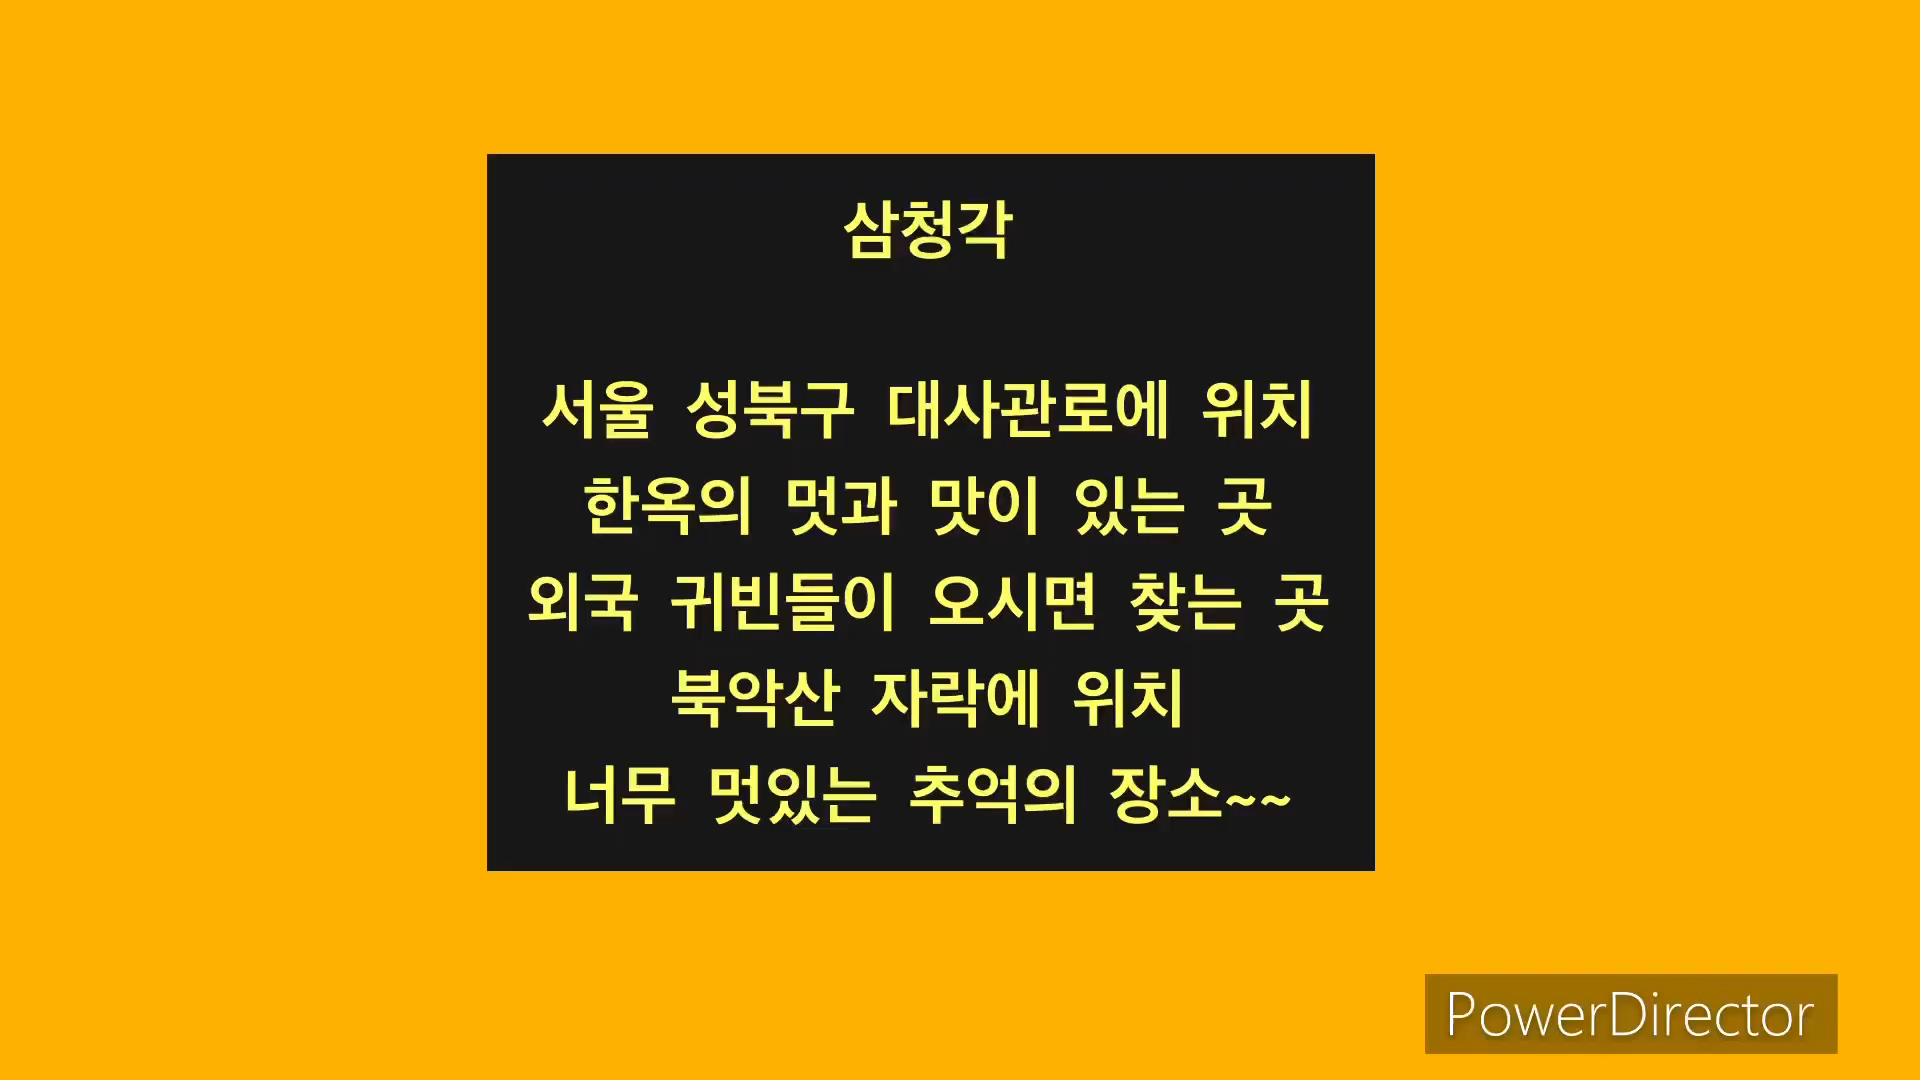 삼청각
서울 성북구 대사관로에 위치
한옥의 멋과 맛이 있는 곳
외국 귀빈들이 오시면 찾는 곳
북악산 자락에 위치
너무 멋있는 추억의 장소~~
PowerDirector